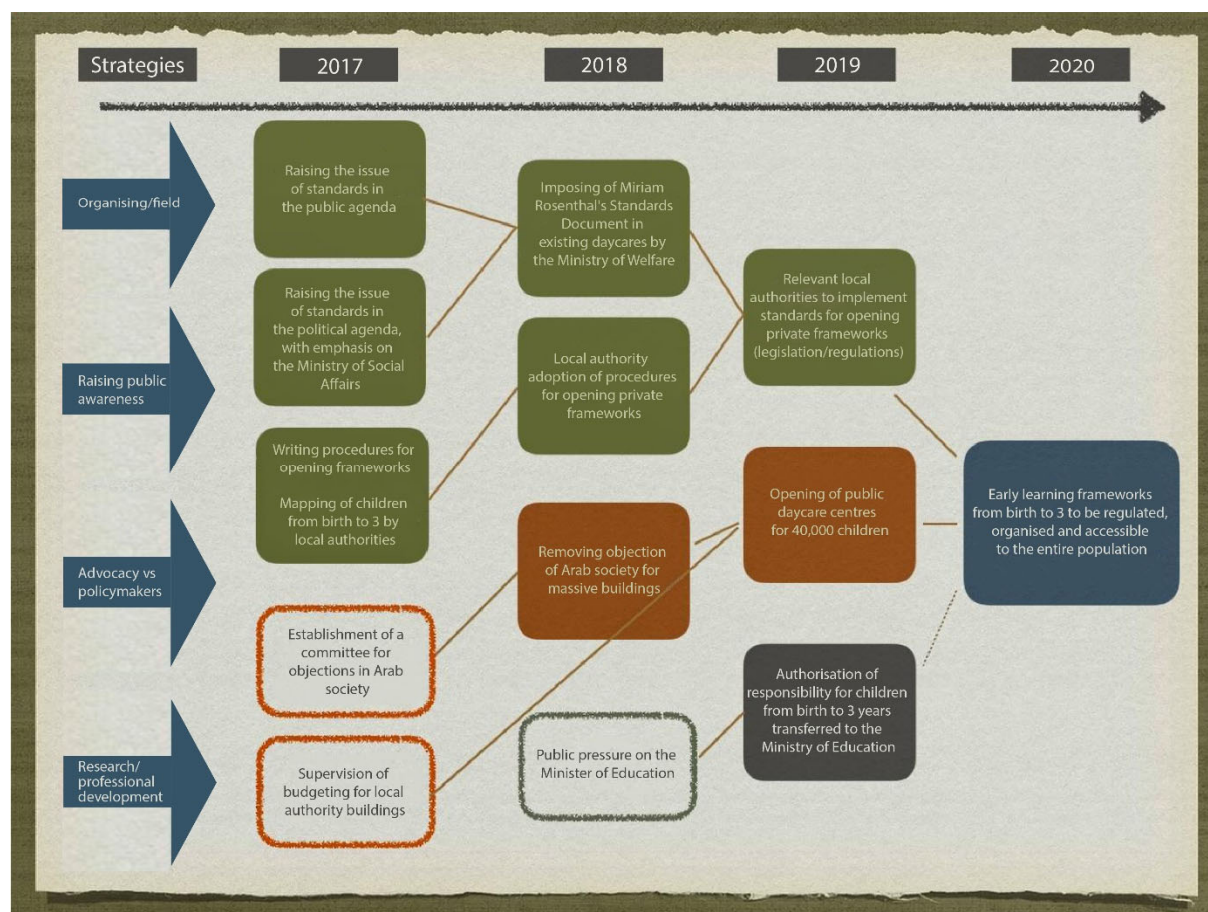 Strategies
2017
2018
2019
2020
Organising/field
Raising public
awareness
Advocacy vs
policymakers
Research/
professional
development
Raising the issue
of standards in
the public agenda
Raising the issue
of standards in
the political agenda,
with emphasis on
the Ministry of Social
Affairs
Writing procedures for
opening frameworks
Mapping of children
from birth to 3 by
local authorities
Establishment of a
committee for
objections in Arab
society
Supervision of
budgeting for local
authority buildings
Imposing of Miriam
Rosenthal's Standards
Document in
existing daycares by
the Ministry of Welfare
Local authority
adoption of procedures
for opening private
frameworks
Removing objection
of Arab society for
massive buildings
Public pressure on the
Minister of Education
Relevant local
authorities to implement
standards for opening
private frameworks
(legislation/regulations)
Opening of public
daycare centres
for 40,000 children
Authorisation of
responsibility for children
from birth to 3 years
transferred to the
Ministry of Education
Early learning frameworks
from birth to 3 to be regulated,
organised and accessible
to the entire population